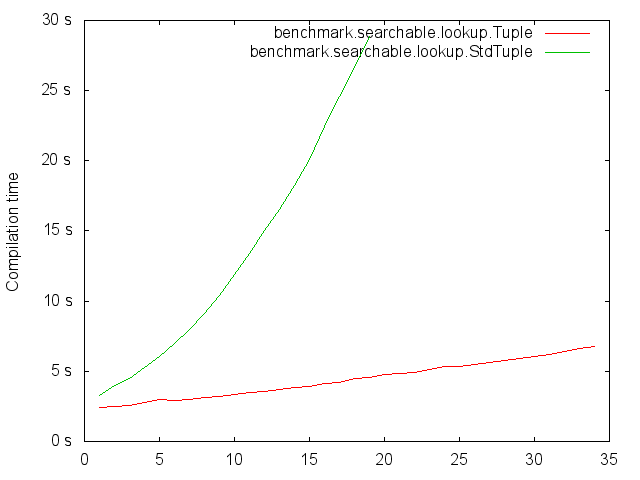 30 s
benchmark.searchable.lookup.Tuple
benchmark.searchable.lookup.StdTuple
25 s
20 s
15 s
10 s
5 s
0 s
Compilation time
0 5 10 15 20 25 30 35